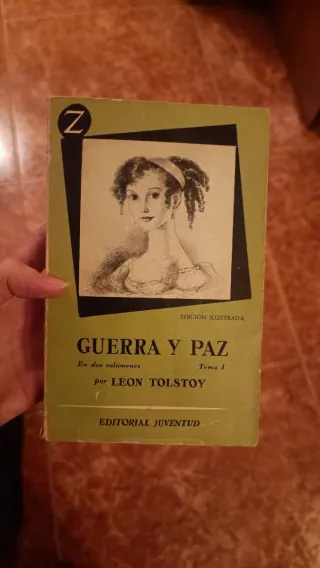 Z
EDICIÓN ILUSTRADA
GUERRA Y PAZ
En dos volúmenes Tomo I
por LEON TOLSTOY
EDITORIAL JUVENTUD